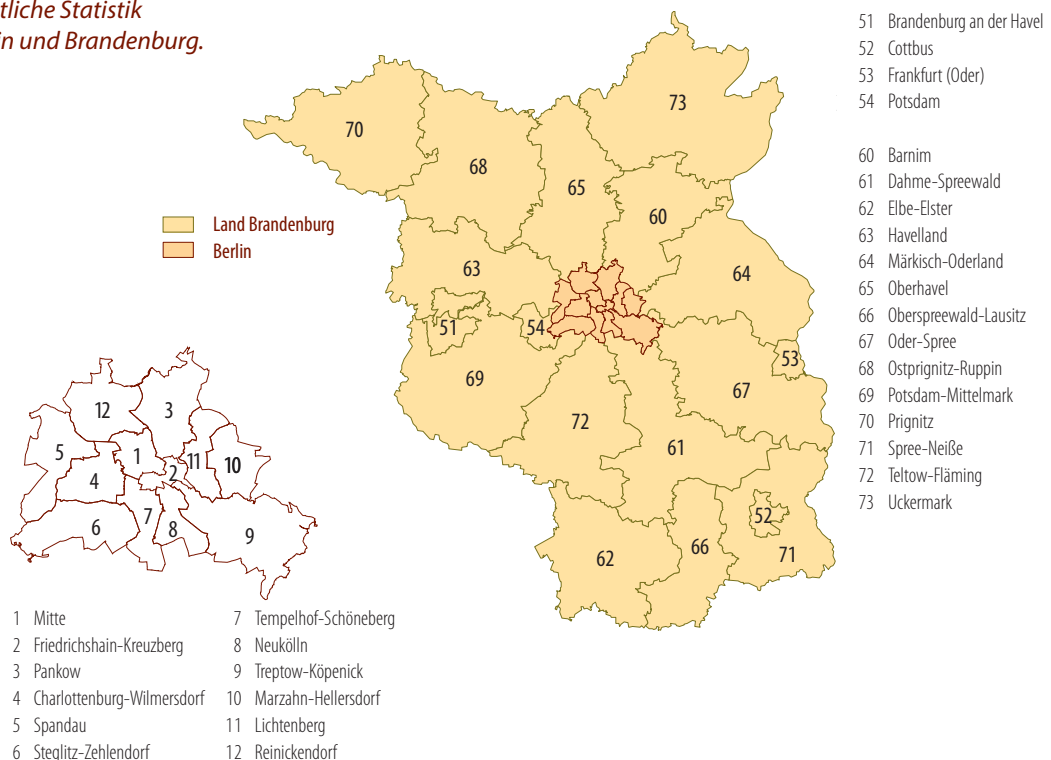 tliche Statistik
n und Brandenburg.
Land Brandenburg
Berlin
70
73
68
65
60
63
64
51
54
53
69
67
72
61
52
62
66
71
12
3
5
1
11
10
2
4
7
6
8
9
1 Mitte
2 Friedrichshain-Kreuzberg
3 Pankow
4 Charlottenburg-Wilmersdorf
5 Spandau
6 Steglitz-Zehlendorf
7 Tempelhof-Schöneberg
8 Neukölln
9 Treptow-Köpenick
10 Marzahn-Hellersdorf
11 Lichtenberg
12 Reinickendorf
51 Brandenburg an der Havel
52 Cottbus
53 Frankfurt (Oder)
54 Potsdam
60 Barnim
61 Dahme-Spreewald
62 Elbe-Elster
63 Havelland
64 Märkisch-Oderland
65 Oberhavel
66 Oberspreewald-Lausitz
67 Oder-Spree
68 Ostprignitz-Ruppin
69 Potsdam-Mittelmark
70 Prignitz
71 Spree-Neiße
72 Teltow-Fläming
73 Uckermark